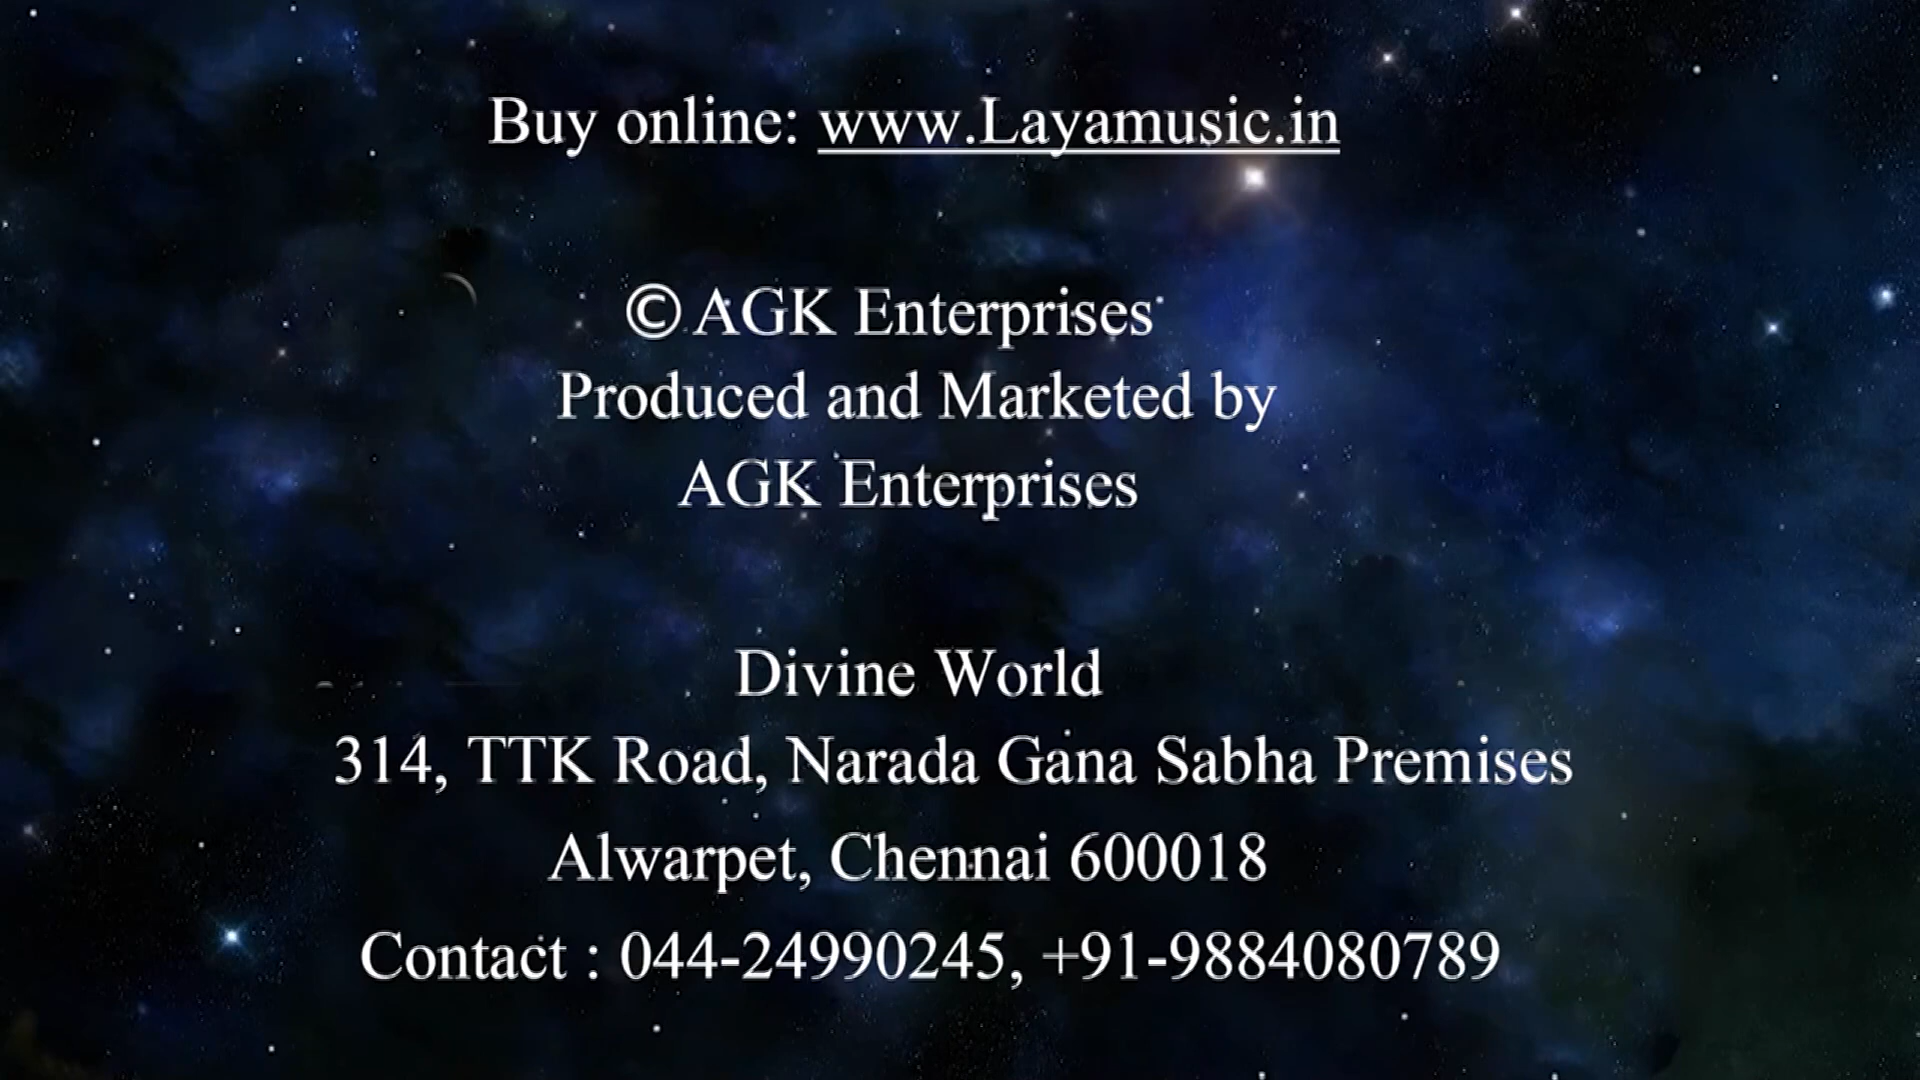 Buy online: www.Layamusic.in
© AGK Enterprises
Produced and Marketed by
AGK Enterprises
Divine World
314, TTK Road, Narada Gana Sabha Premises
Alwarpet, Chennai 600018
Contact : 044-24990245, +91-9884080789